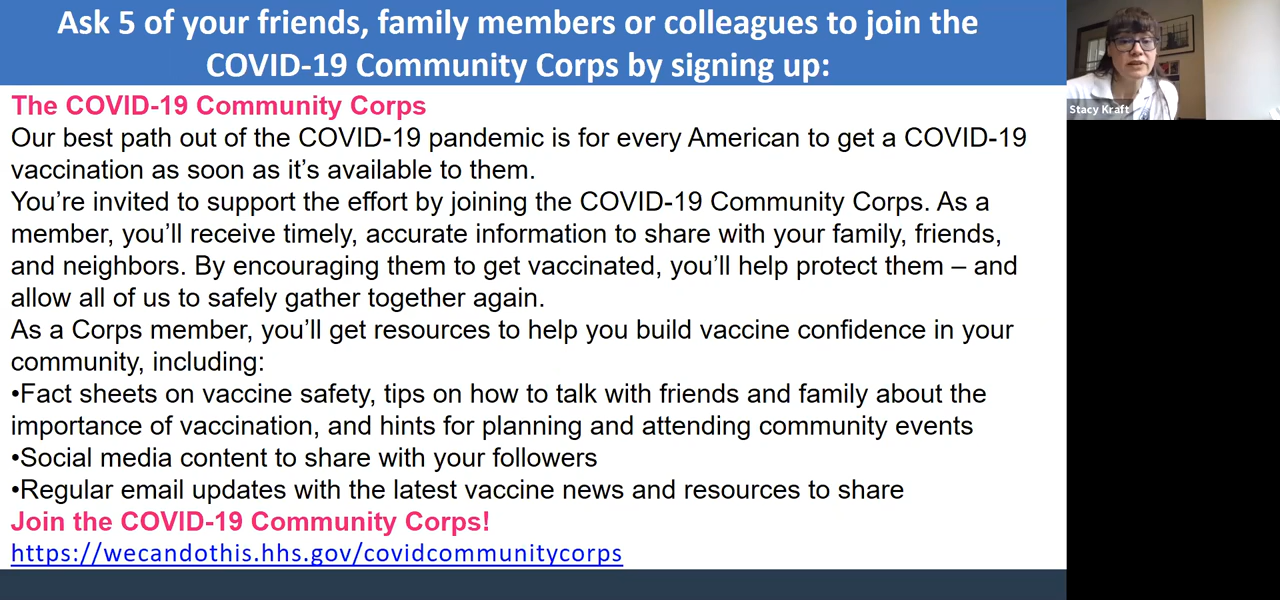 Ask 5 of your friends, family members or colleagues to join the
COVID-19 Community Corps by signing up:
The COVID-19 Community Corps
Our best path out of the COVID-19 pandemic is for every American to get a COVID-19
vaccination as soon as it’s available to them.
You’re invited to support the effort by joining the COVID-19 Community Corps. As a
member, you’ll receive timely, accurate information to share with your family, friends,
and neighbors. By encouraging them to get vaccinated, you’ll help protect them – and
allow all of us to safely gather together again.
As a Corps member, you’ll get resources to help you build vaccine confidence in your
community, including:
•Fact sheets on vaccine safety, tips on how to talk with friends and family about the
importance of vaccination, and hints for planning and attending community events
•Social media content to share with your followers
•Regular email updates with the latest vaccine news and resources to share
Join the COVID-19 Community Corps!
https://wecandothis.hhs.gov/covidcommunitycorps
Stacy Kraft